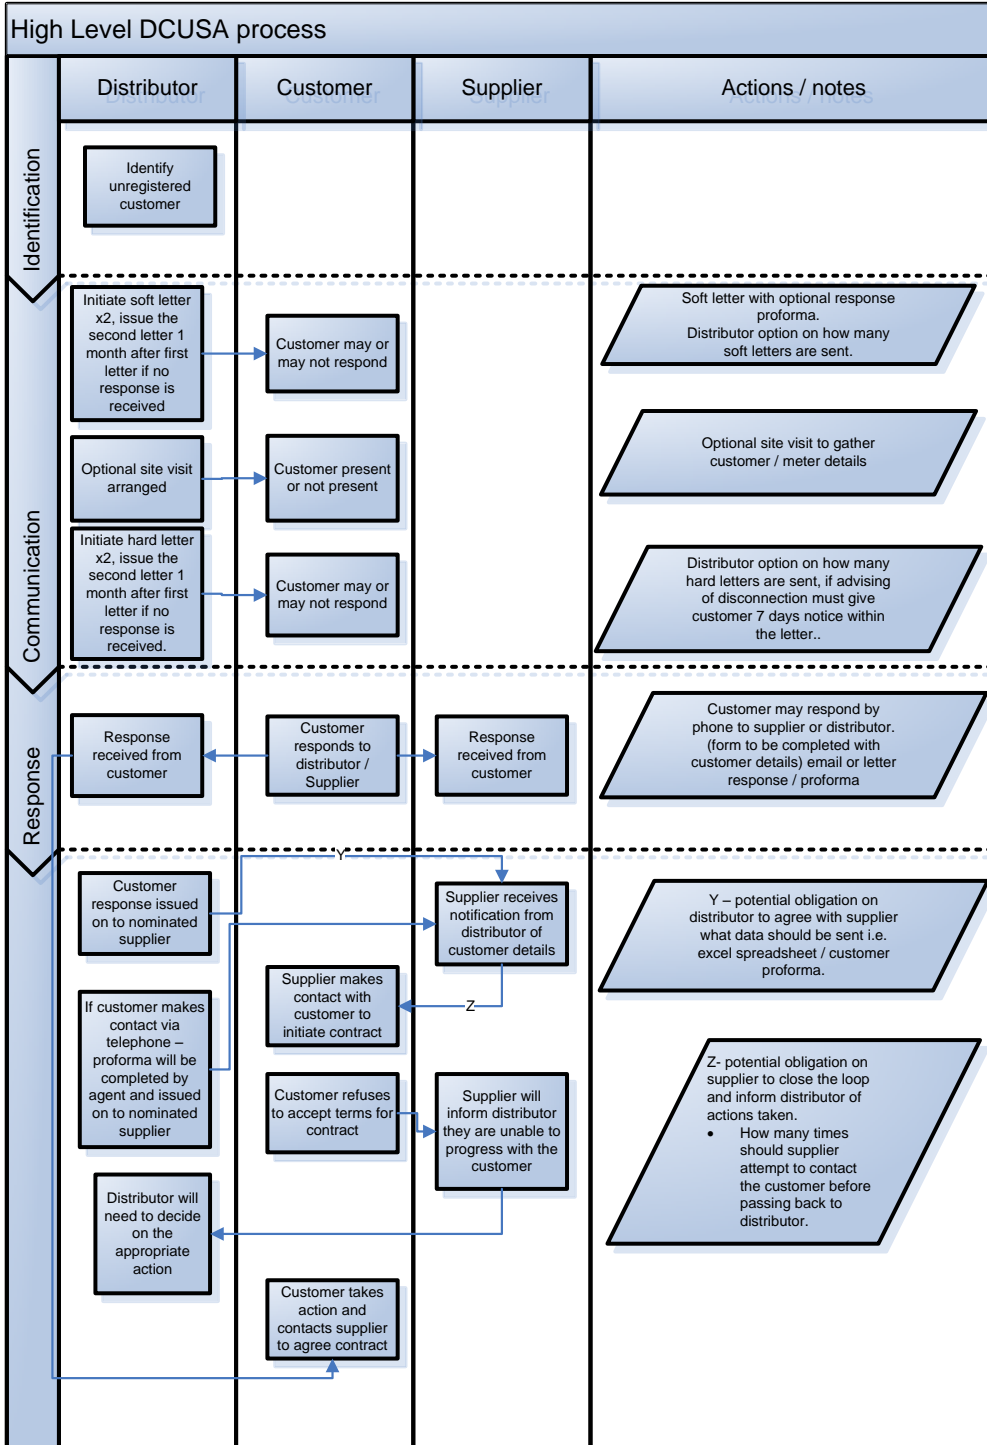 High Level DCUSA process
Distributor
Customer
Supplier
Actions / notes
Identification
Identify
unregistered
customer
Communication
Initiate soft letter
x2, issue the
second letter 1
month after first
letter if no
response is
received
Customer may or
may not respond
Soft letter with optional response
proforma.
Distributor option on how many
soft letters are sent.
Optional site visit
arranged
Customer present
or not present
Optional site visit to gather
customer / meter details
Initiate hard letter
x2, issue the
second letter 1
month after first
letter if no
response is
received.
Customer may or
may not respond
Distributor option on how many
hard letters are sent, if advising
of disconnection must give
customer 7 days notice within
the letter..
Response
Response
received from
customer
Customer
responds to
distributor /
Supplier
Response
received from
customer
Customer may respond by
phone to supplier or distributor.
(form to be completed with
customer details) email or letter
response / proforma
Y
Customer
response issued
on to nominated
supplier
Supplier receives
notification from
distributor of
customer details
Y – potential obligation on
distributor to agree with supplier
what data should be sent i.e.
excel spreadsheet / customer
proforma.
Supplier makes
contact with
customer to
initiate contract
Z
If customer makes
contact via
telephone –
proforma will be
completed by
agent and issued
on to nominated
supplier
Customer refuses
to accept terms for
contract
Supplier will
inform distributor
they are unable to
progress with the
customer
Z- potential obligation on
supplier to close the loop
and inform distributor of
actions taken.
• How many times
should supplier
attempt to contact
the customer before
passing back to
distributor.
Distributor will
need to decide
on the
appropriate
action
Customer takes
action and
contacts supplier
to agree contract